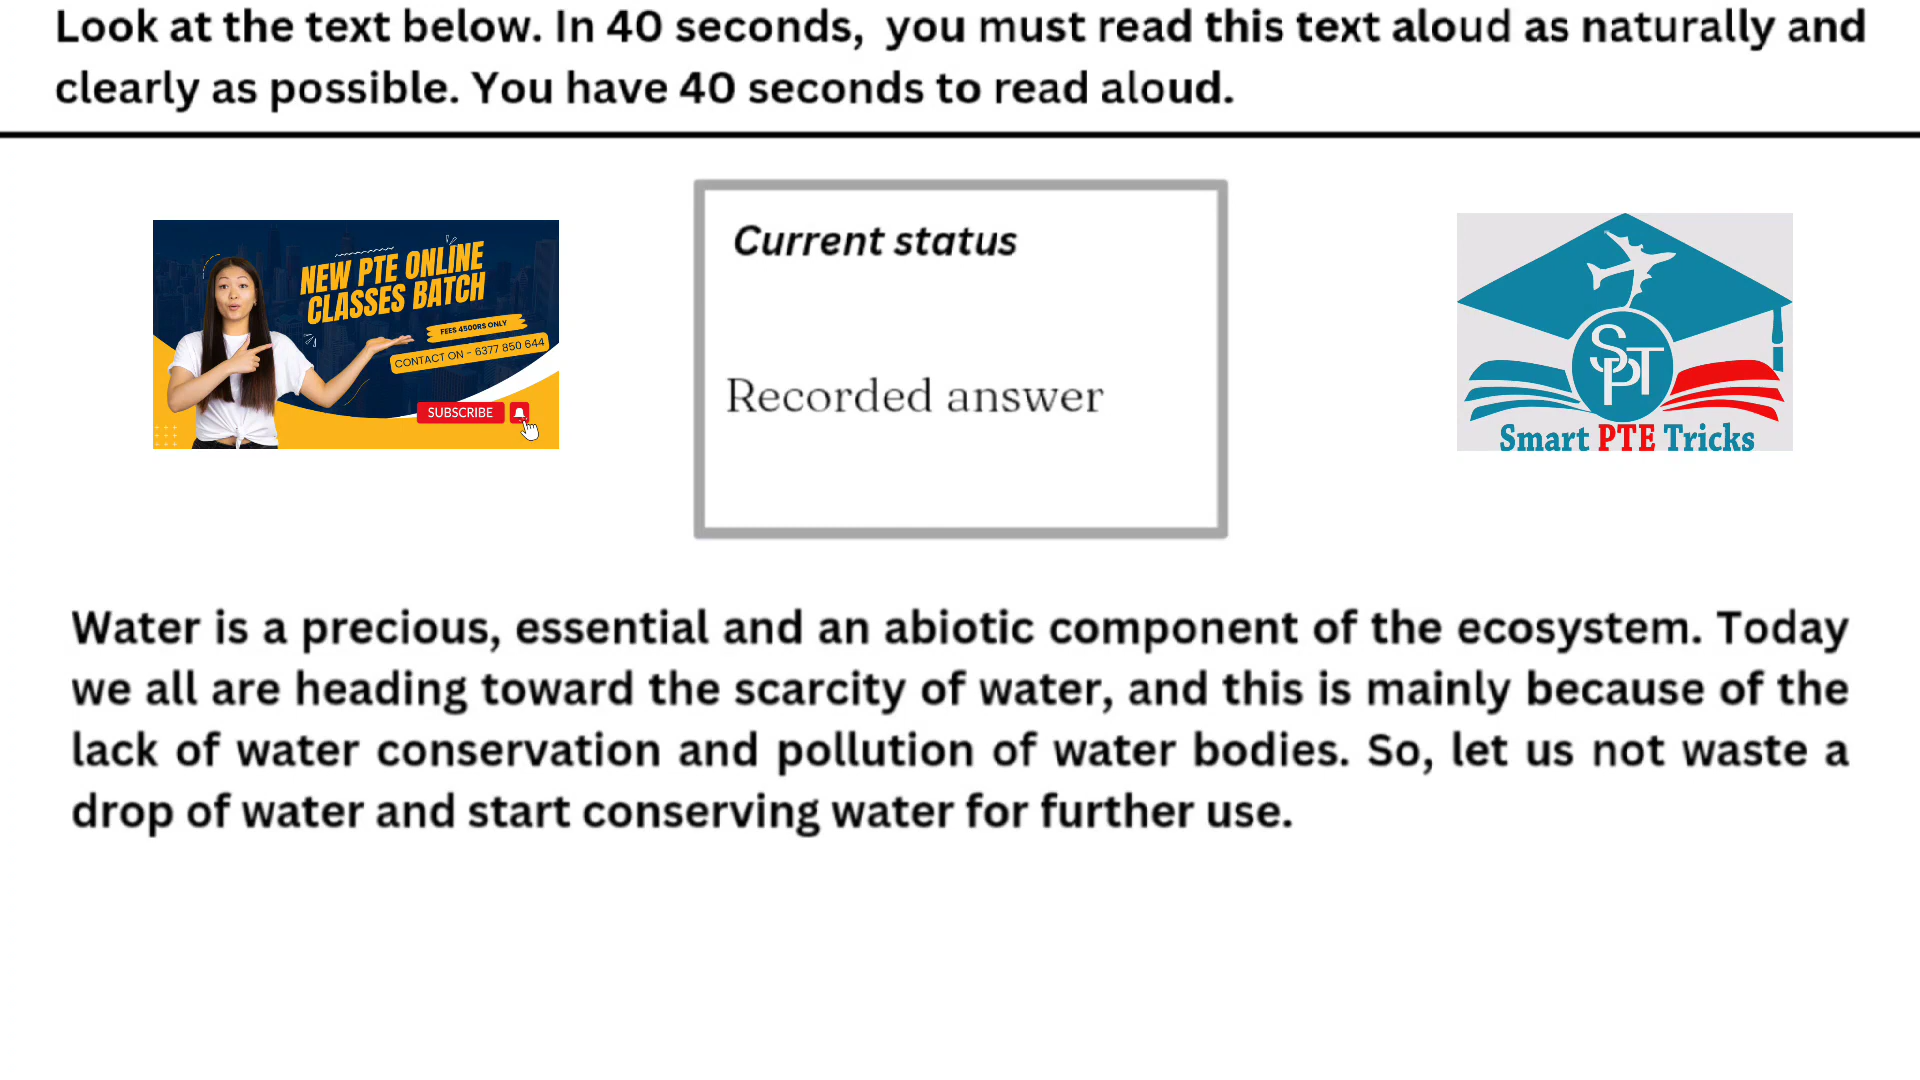 Look at the text below. In 40 seconds, you must read this text aloud as naturally and
clearly as possible. You have 40 seconds to read aloud.
NEW PTE ONLINE
CLASSES BATCH
FEES 4500RS ONLY
CONTACT ON - 6377 850 644
SUBSCRIBE
Current status
Recorded answer
SPT
Smart PTE Tricks
Water is a precious, essential and an abiotic component of the ecosystem. Today
we all are heading toward the scarcity of water, and this is mainly because of the
lack of water conservation and pollution of water bodies. So, let us not waste a
drop of water and start conserving water for further use.